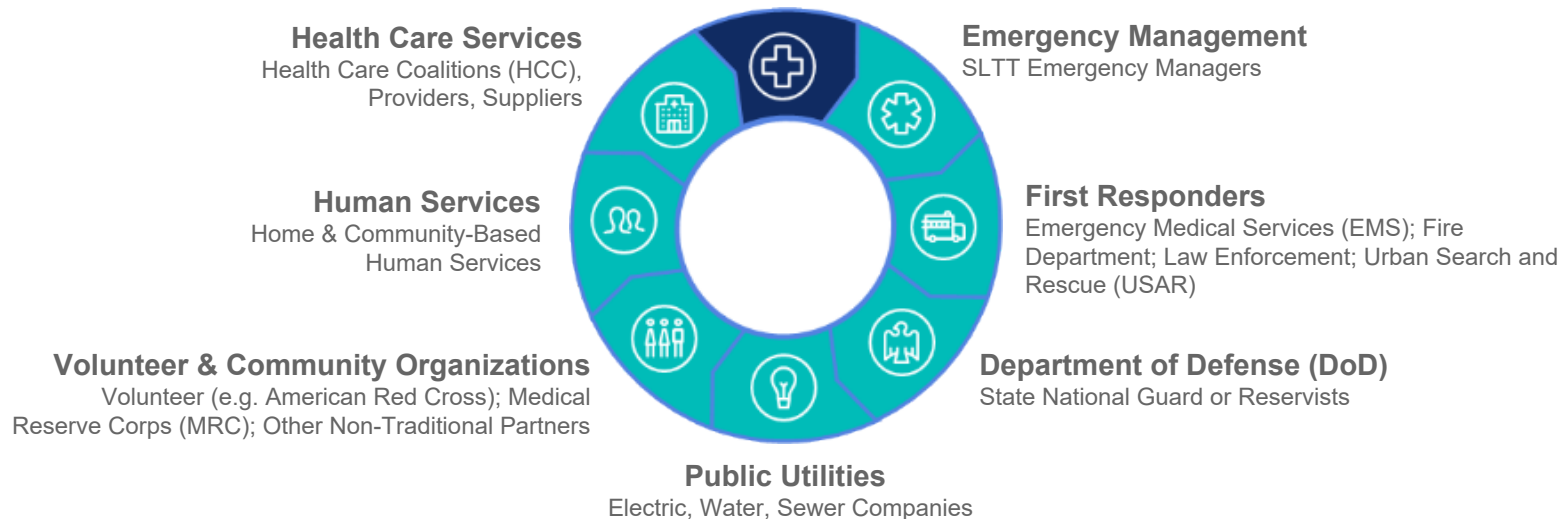 Health Care Services
Health Care Coalitions (HCC),
Providers, Suppliers
Emergency Management
SLTT Emergency Managers
Human Services
Home & Community-Based
Human Services
First Responders
Emergency Medical Services (EMS); Fire
Department; Law Enforcement; Urban Search and
Rescue (USAR)
Volunteer & Community Organizations
Volunteer (e.g. American Red Cross); Medical
Reserve Corps (MRC); Other Non-Traditional Partners
Department of Defense (DoD)
State National Guard or Reservists
Public Utilities
Electric, Water, Sewer Companies